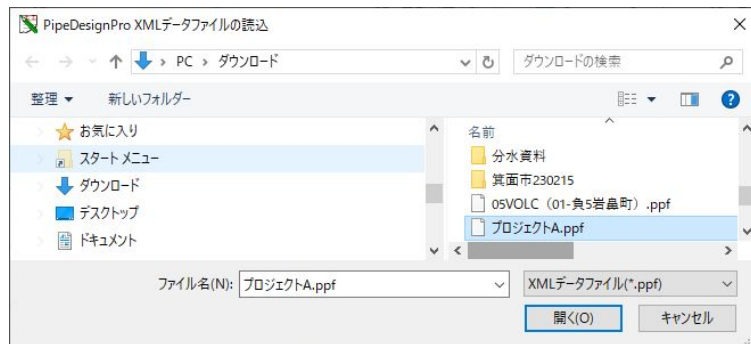 PipeDesignPro XMLデータファイルの読込
PC › ダウンロード
ダウンロードの検索
整理
新しいフォルダー
お気に入り
スタート メニュー
ダウンロード
デスクトップ
ドキュメント
名前
分水資料
箕面市230215
05VOLC（01-負5岩畠町）.ppf
プロジェクトA.ppf
ファイル名(N): プロジェクトA.ppf
XMLデータファイル(*.ppf)
開く(O)
キャンセル